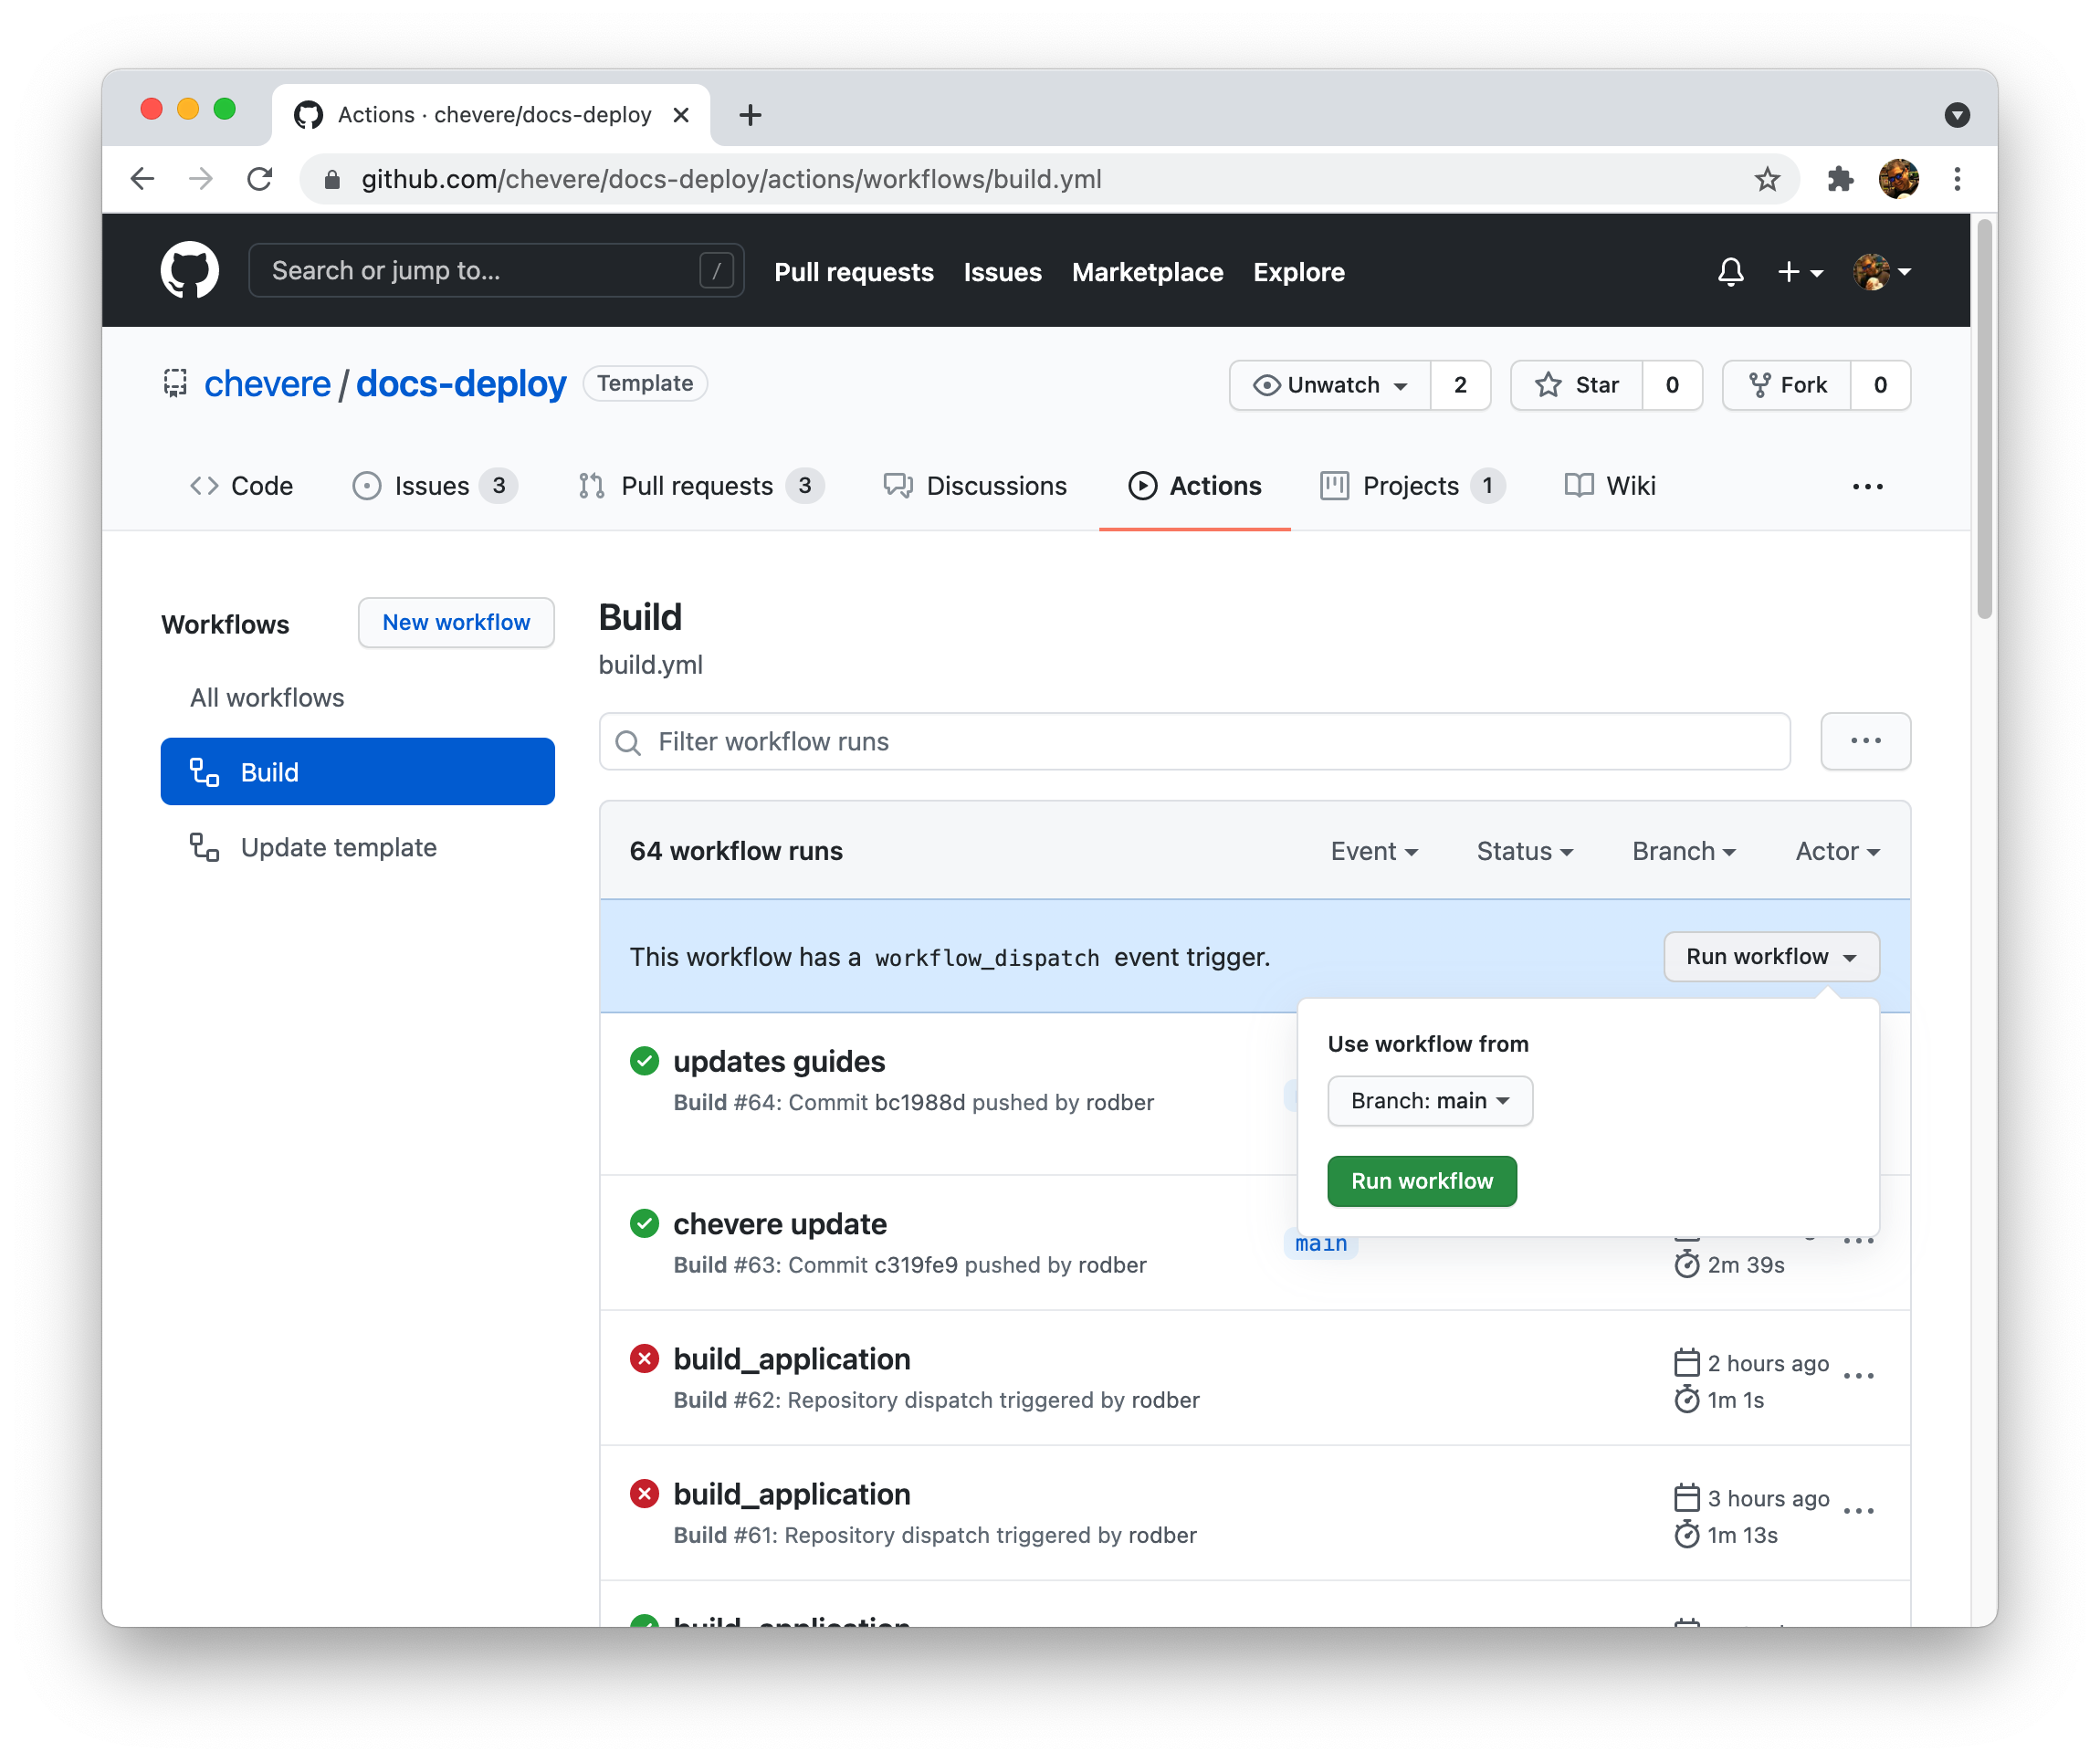 Actions · chevere/docs-deploy
github.com/chevere/docs-deploy/actions/workflows/build.yml
Search or jump to... /
Pull requests Issues Marketplace Explore
chevere / docs-deploy Template
Unwatch 2 Star 0 Fork 0
Code Issues 3 Pull requests 3 Discussions Actions Projects 1 Wiki
Workflows
New workflow
All workflows
Build
Update template
Build
build.yml
Filter workflow runs
64 workflow runs
Event Status Branch Actor
This workflow has a workflow_dispatch event trigger.
Run workflow
Use workflow from
Branch: main
Run workflow
updates guides
Build #64: Commit bc1988d pushed by rodber
chevere update
Build #63: Commit c319fe9 pushed by rodber
main
2m 39s
build_application
Build #62: Repository dispatch triggered by rodber
2 hours ago
1m 1s
build_application
Build #61: Repository dispatch triggered by rodber
3 hours ago
1m 13s
build_application